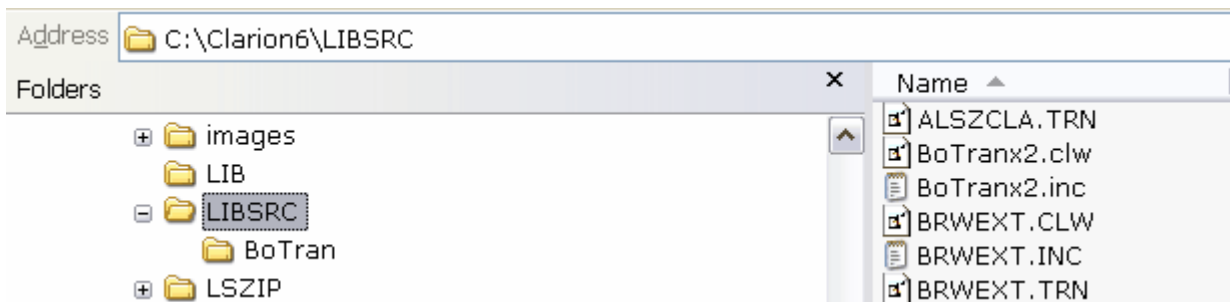 Address C:\Clarion6\LIBSRC
Folders
images
LIB
LIBSRC
BoTran
LSZIP
Name
ALSZCLA.TRN
BoTranx2.clw
BoTranx2.inc
BRWEXT.CLW
BRWEXT.INC
BRWEXT.TRN